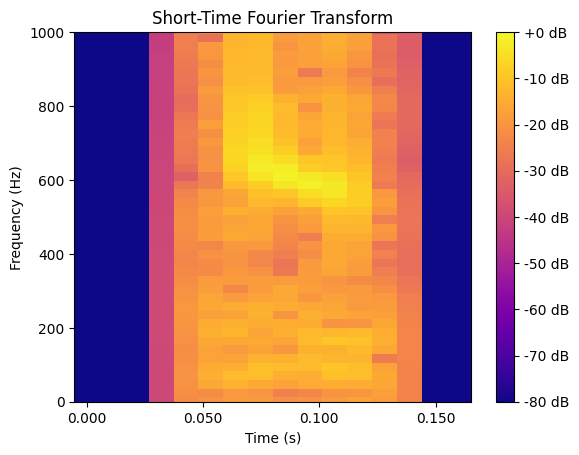 Short-Time Fourier Transform
Frequency (Hz)
1000
800
600
400
200
0
0.000
0.050
0.100
0.150
Time (s)
+0 dB
-10 dB
-20 dB
-30 dB
-40 dB
-50 dB
-60 dB
-70 dB
-80 dB